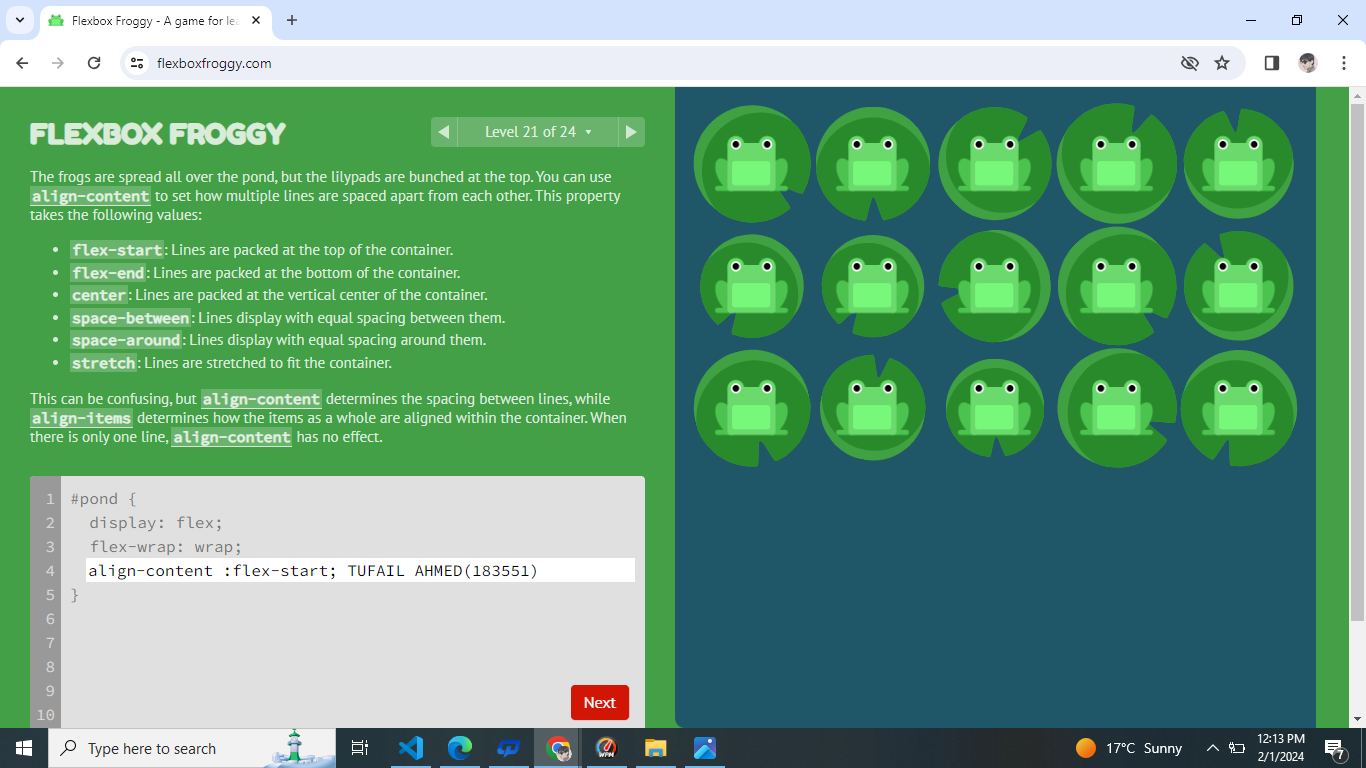 Flexbox Froggy - A game for lea
flexboxfroggy.com
FLEXBOX FROGGY
Level 21 of 24
The frogs are spread all over the pond, but the lilypads are bunched at the top. You can use
align-content to set how multiple lines are spaced apart from each other. This property
takes the following values:
• flex-start: Lines are packed at the top of the container.
• flex-end: Lines are packed at the bottom of the container.
• center: Lines are packed at the vertical center of the container.
• space-between: Lines display with equal spacing between them.
• space-around: Lines display with equal spacing around them.
• stretch: Lines are stretched to fit the container.
This can be confusing, but align-content determines the spacing between lines, while
align-items determines how the items as a whole are aligned within the container. When
there is only one line, align-content has no effect.
1 #pond {
2 display: flex;
3 flex-wrap: wrap;
4 align-content :flex-start; TUFAIL AHMED(183551)
5 }
6
7
8
9
10
Next
Type here to search
WPM
17°C Sunny
12:13 PM
2/1/2024
7